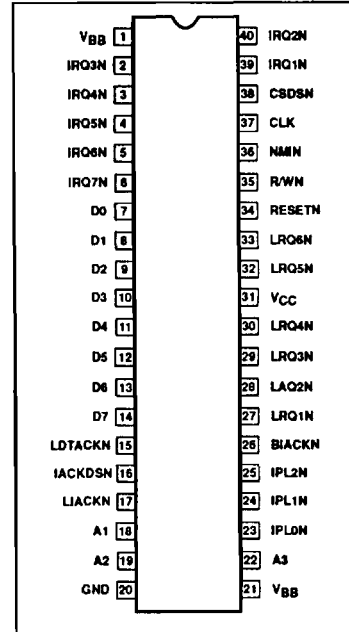 VBB 1 40 IRQ2N
IRQ3N 2 39 IRQ1N
IRQ4N 3 38 CSDSN
IRQ5N 4 37 CLK
IRQ6N 5 36 NMIN
IRQ7N 6 35 R/WN
D0 7 34 RESETN
D1 8 33 LRQ6N
D2 9 32 LRQ5N
D3 10 31 VCC
D4 11 30 LRQ4N
D5 12 29 LRQ3N
D6 13 28 LAQ2N
D7 14 27 LRQ1N
LDTACKN 15 26 BIACKN
IACKDSN 16 25 IPL2N
LIACKN 17 24 IPL1N
A1 18 23 IPL0N
A2 19 22 A3
GND 20 21 VBB